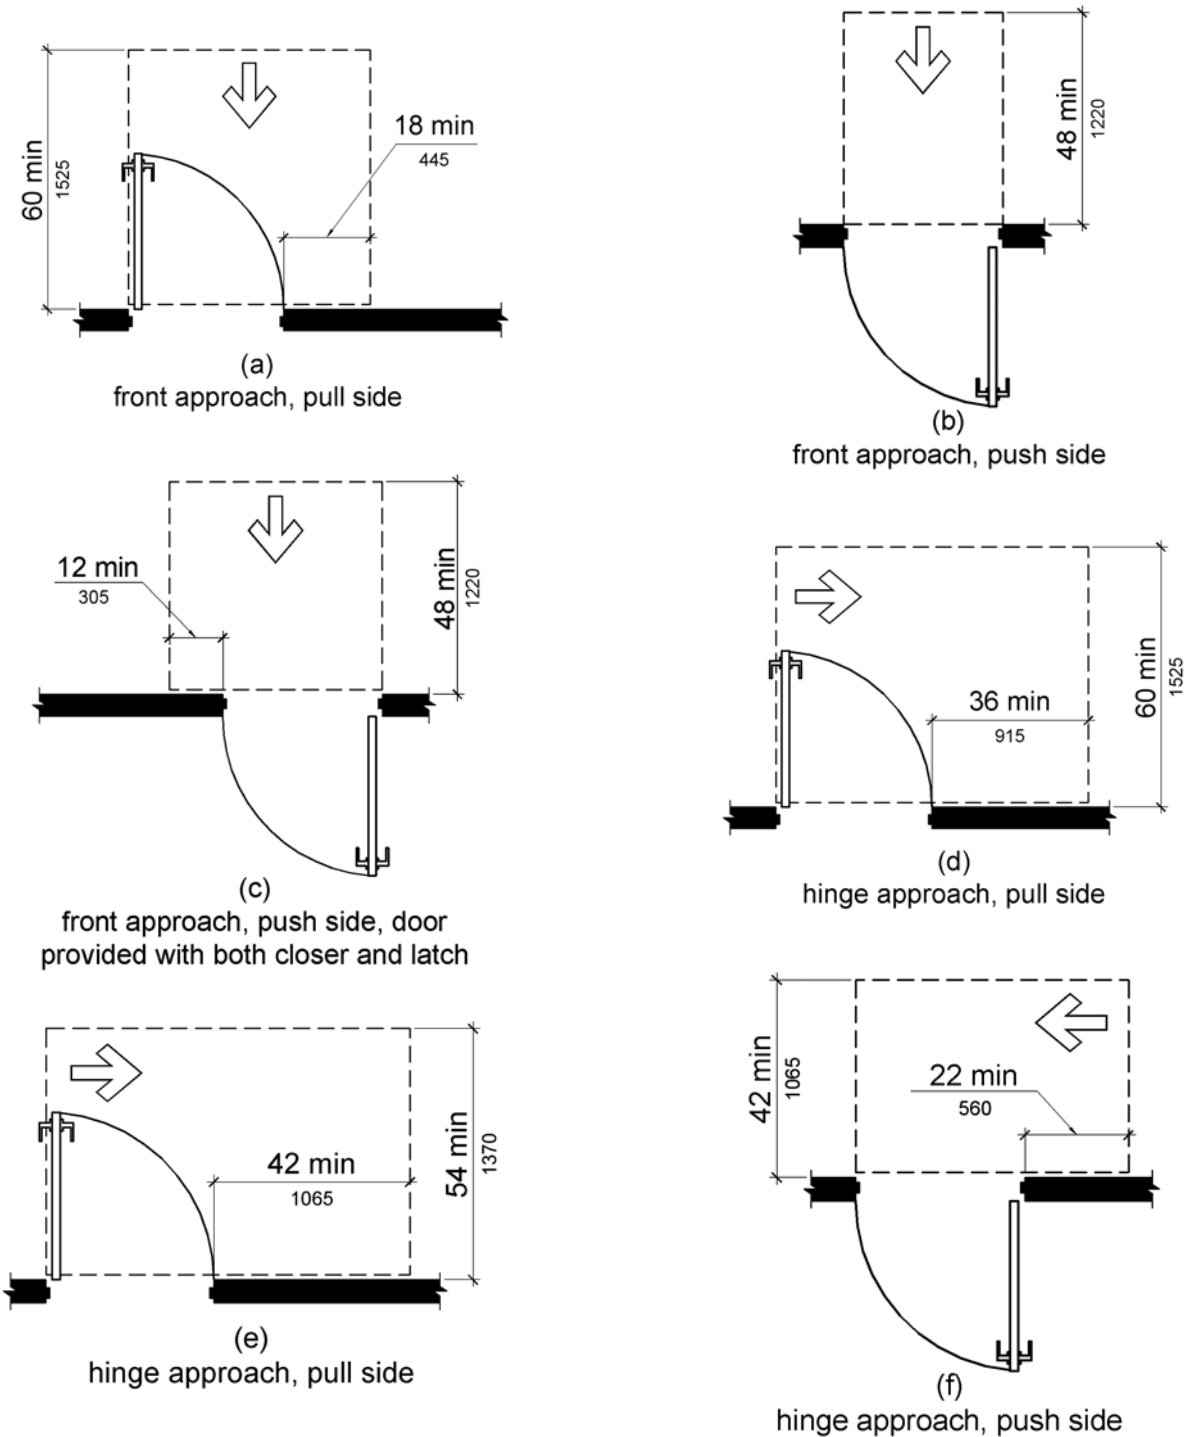 60 min
1525
18 min
445
(a)
front approach, pull side
48 min
1220
(b)
front approach, push side
12 min
305
48 min
1220
(c)
front approach, push side, door
provided with both closer and latch
36 min
915
60 min
1525
(d)
hinge approach, pull side
42 min
1065
54 min
1370
(e)
hinge approach, pull side
42 min
1065
22 min
560
(f)
hinge approach, push side